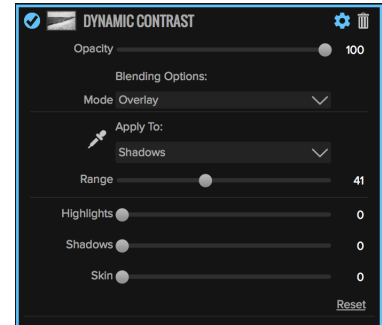 DYNAMIC CONTRAST
Opacity 100
Blending Options:
Mode Overlay
Apply To:
Shadows
Range 41
Highlights 0
Shadows 0
Skin 0
Reset